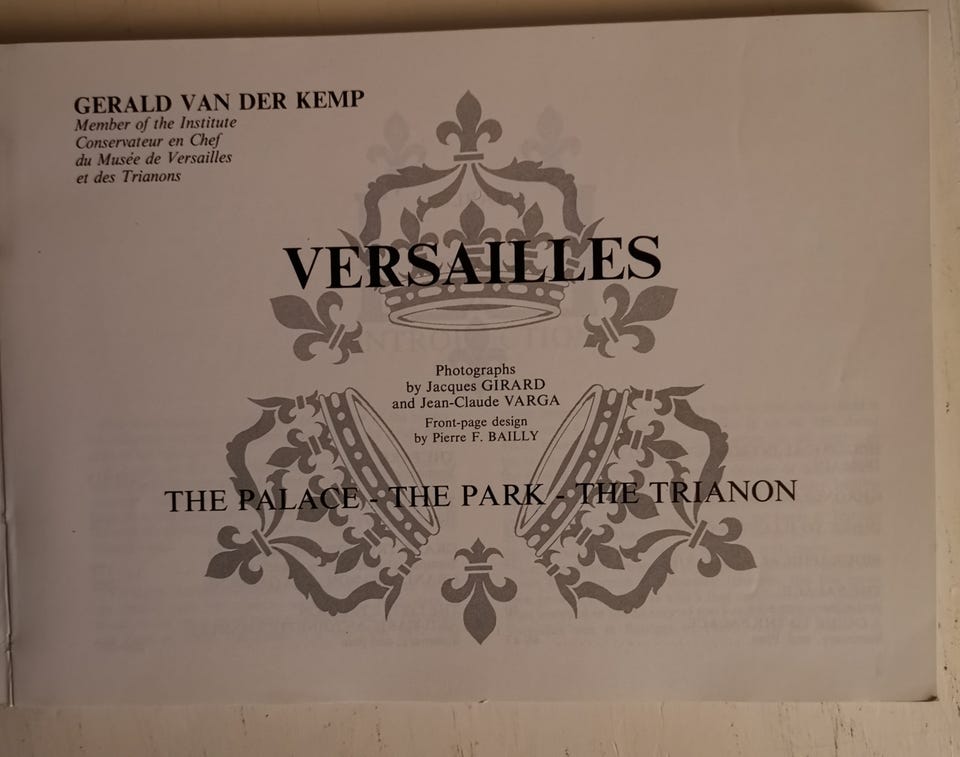 GERALD VAN DER KEMP
Member of the Institute
Conservateur en Chef
du Musée de Versailles
et des Trianons
VERSAILLES
Photographs
by Jacques GIRARD
and Jean-Claude VARGA
Front-page design
by Pierre F. BAILLY
THE PALACE - THE PARK - THE TRIANON